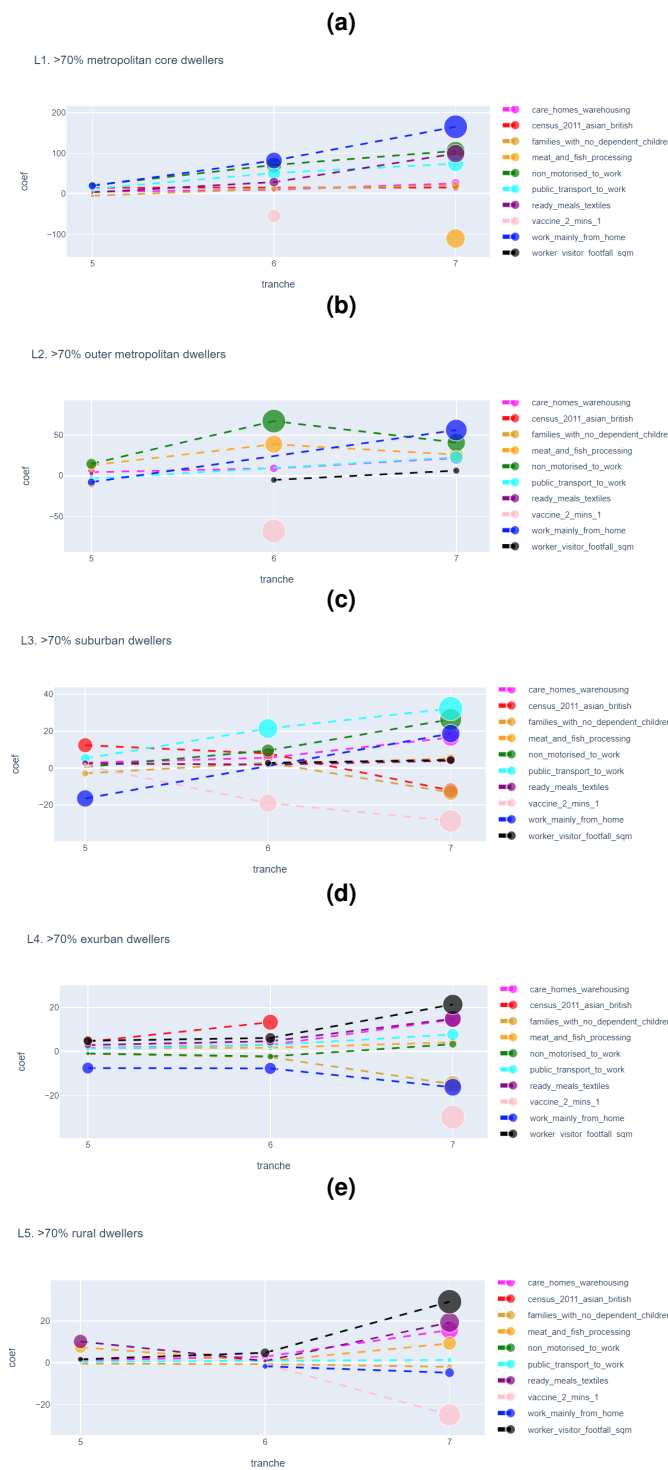 (a)
L1. >70% metropolitan core dwellers
200
100
0
−100
coef
5
6
7
tranche
care_homes_warehousing
census_2011_asian_british
families_with_no_dependent_children
meat_and_fish_processing
non_motorised_to_work
public_transport_to_work
ready_meals_textiles
vaccine_2_mins_1
work_mainly_from_home
worker_visitor_footfall_sqm
(b)
L2. >70% outer metropolitan dwellers
50
0
−50
coef
5
6
7
tranche
care_homes_warehousing
census_2011_asian_british
families_with_no_dependent_children
meat_and_fish_processing
non_motorised_to_work
public_transport_to_work
ready_meals_textiles
vaccine_2_mins_1
work_mainly_from_home
worker_visitor_footfall_sqm
(c)
L3. >70% suburban dwellers
40
20
0
−20
coef
5
6
7
tranche
care_homes_warehousing
census_2011_asian_british
families_with_no_dependent_children
meat_and_fish_processing
non_motorised_to_work
public_transport_to_work
ready_meals_textiles
vaccine_2_mins_1
work_mainly_from_home
worker_visitor_footfall_sqm
(d)
L4. >70% exurban dwellers
20
0
−20
coef
5
6
7
tranche
care_homes_warehousing
census_2011_asian_british
families_with_no_dependent_children
meat_and_fish_processing
non_motorised_to_work
public_transport_to_work
ready_meals_textiles
vaccine_2_mins_1
work_mainly_from_home
worker_visitor_footfall_sqm
(e)
L5. >70% rural dwellers
20
0
−20
coef
5
6
7
tranche
care_homes_warehousing
census_2011_asian_british
families_with_no_dependent_children
meat_and_fish_processing
non_motorised_to_work
public_transport_to_work
ready_meals_textiles
vaccine_2_mins_1
work_mainly_from_home
worker_visitor_footfall_sqm